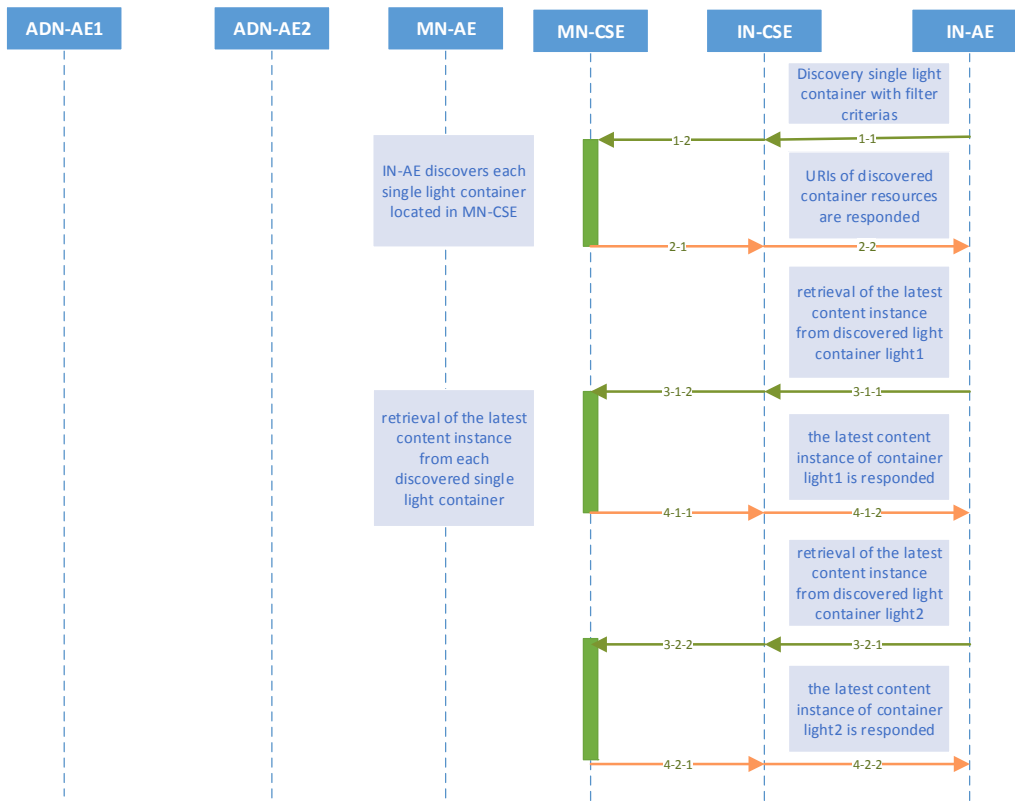 ADN-AE1
ADN-AE2
MN-AE
MN-CSE
IN-CSE
IN-AE
Discovery single light
container with filter
criterias
1-2
1-1
IN-AE discovers each
single light container
located in MN-CSE
URIs of discovered
container resources
are responded
2-1
2-2
retrieval of the latest
content instance
from discovered light
container light1
3-1-2
3-1-1
retrieval of the latest
content instance
from each
discovered single
light container
the latest content
instance of container
light1 is responded
4-1-1
4-1-2
retrieval of the latest
content instance
from discovered light
container light2
3-2-2
3-2-1
the latest content
instance of container
light2 is responded
4-2-1
4-2-2